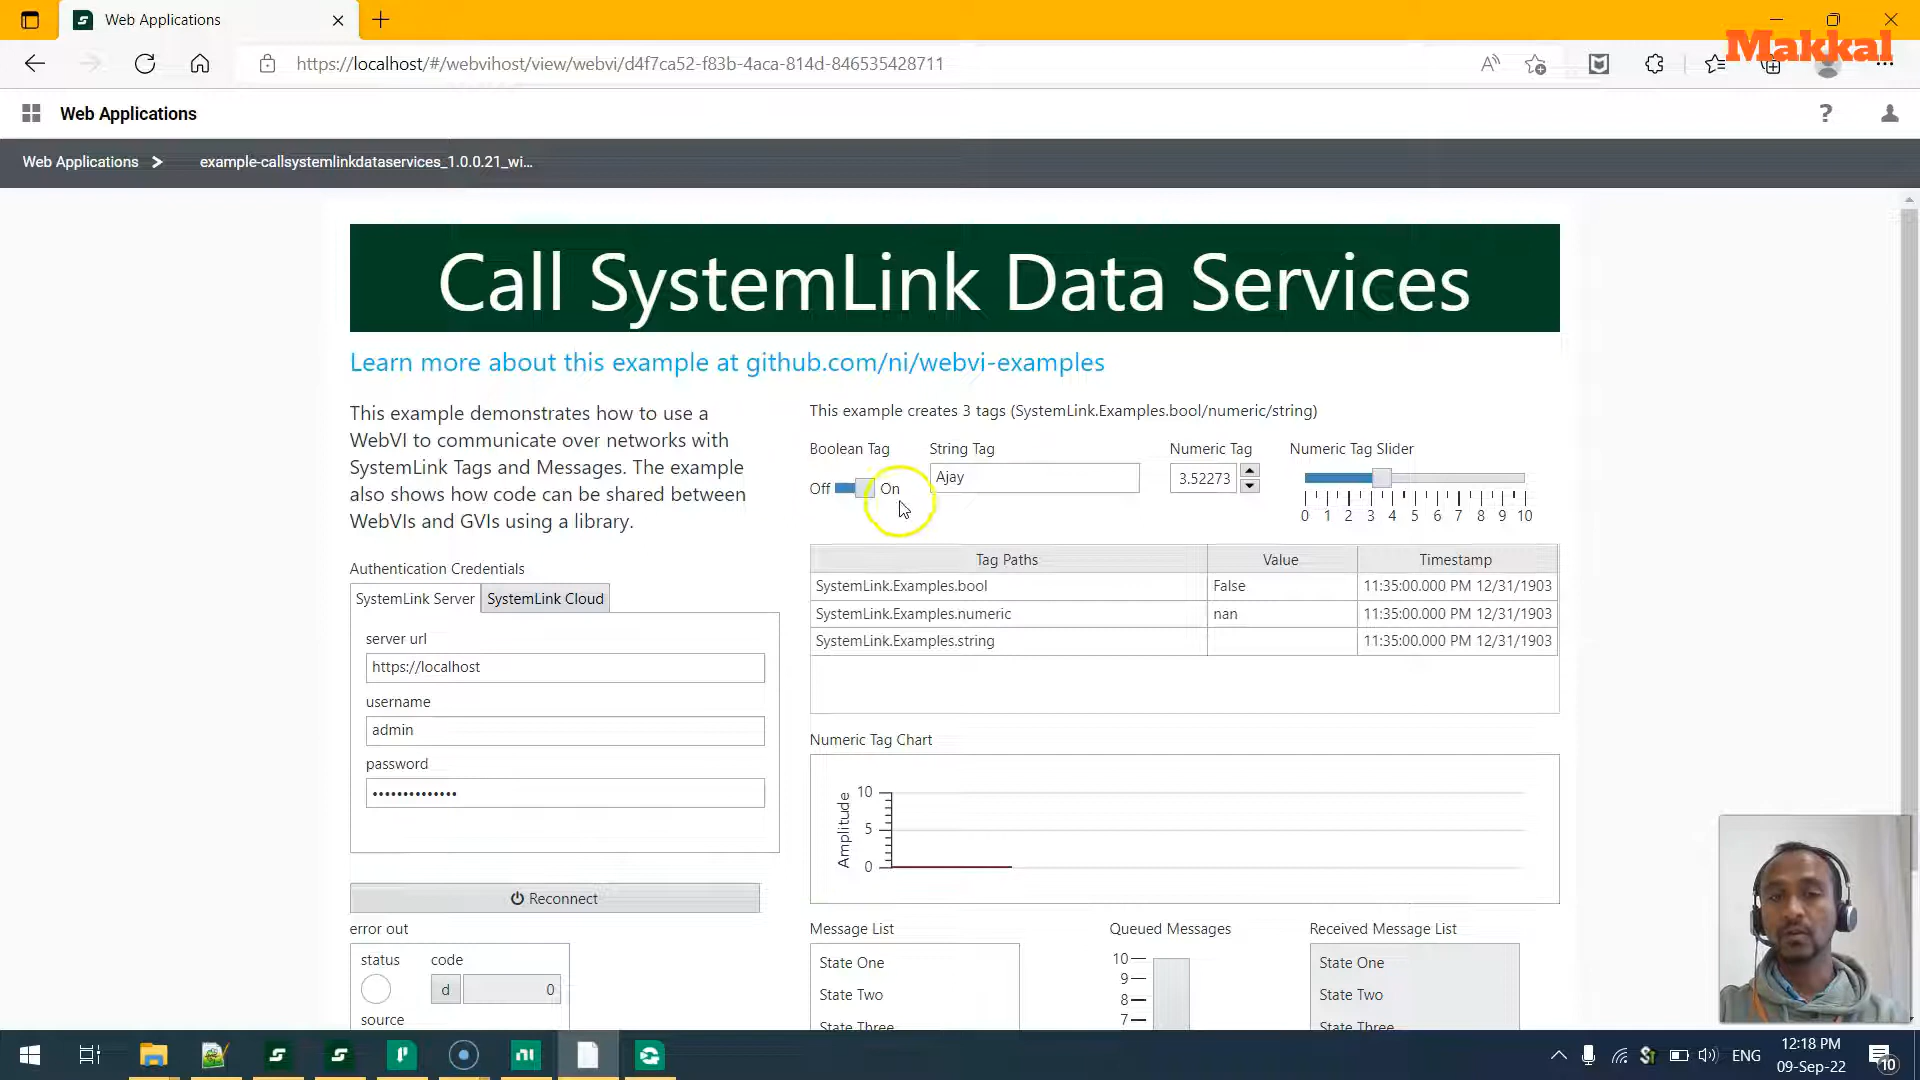 Web Applications
Makkal
https://localhost/#/webvihost/view/webvi/d4f7ca52-f83b-4aca-814d-846535428711
Web Applications
?
Web Applications
example-callsystemlinkdataservices_1.0.0.21_wi...
Call SystemLink Data Services
Learn more about this example at github.com/ni/webvi-examples
This example demonstrates how to use a
WebVI to communicate over networks with
SystemLink Tags and Messages. The example
also shows how code can be shared between
WebVIs and GVIs using a library.
This example creates 3 tags (SystemLink.Examples.bool/numeric/string)
Boolean Tag
String Tag
Numeric Tag
Numeric Tag Slider
Off
On
Ajay
3.52273
0 1 2 3 4 5 6 7 8 9 10
Tag Paths Value Timestamp
SystemLink.Examples.bool False 11:35:00.000 PM 12/31/1903
SystemLink.Examples.numeric nan 11:35:00.000 PM 12/31/1903
SystemLink.Examples.string 11:35:00.000 PM 12/31/1903
Authentication Credentials
SystemLink Server
SystemLink Cloud
server url
https://localhost
username
admin
password
••••••••••••••
Reconnect
error out
status
code
d
0
source
Numeric Tag Chart
Amplitude
10
5
0
Message List
State One
State Two
State Three
Queued Messages
10
9
8
7
Received Message List
State One
State Two
State Three
ENG
12:18 PM
09-Sep-22
10